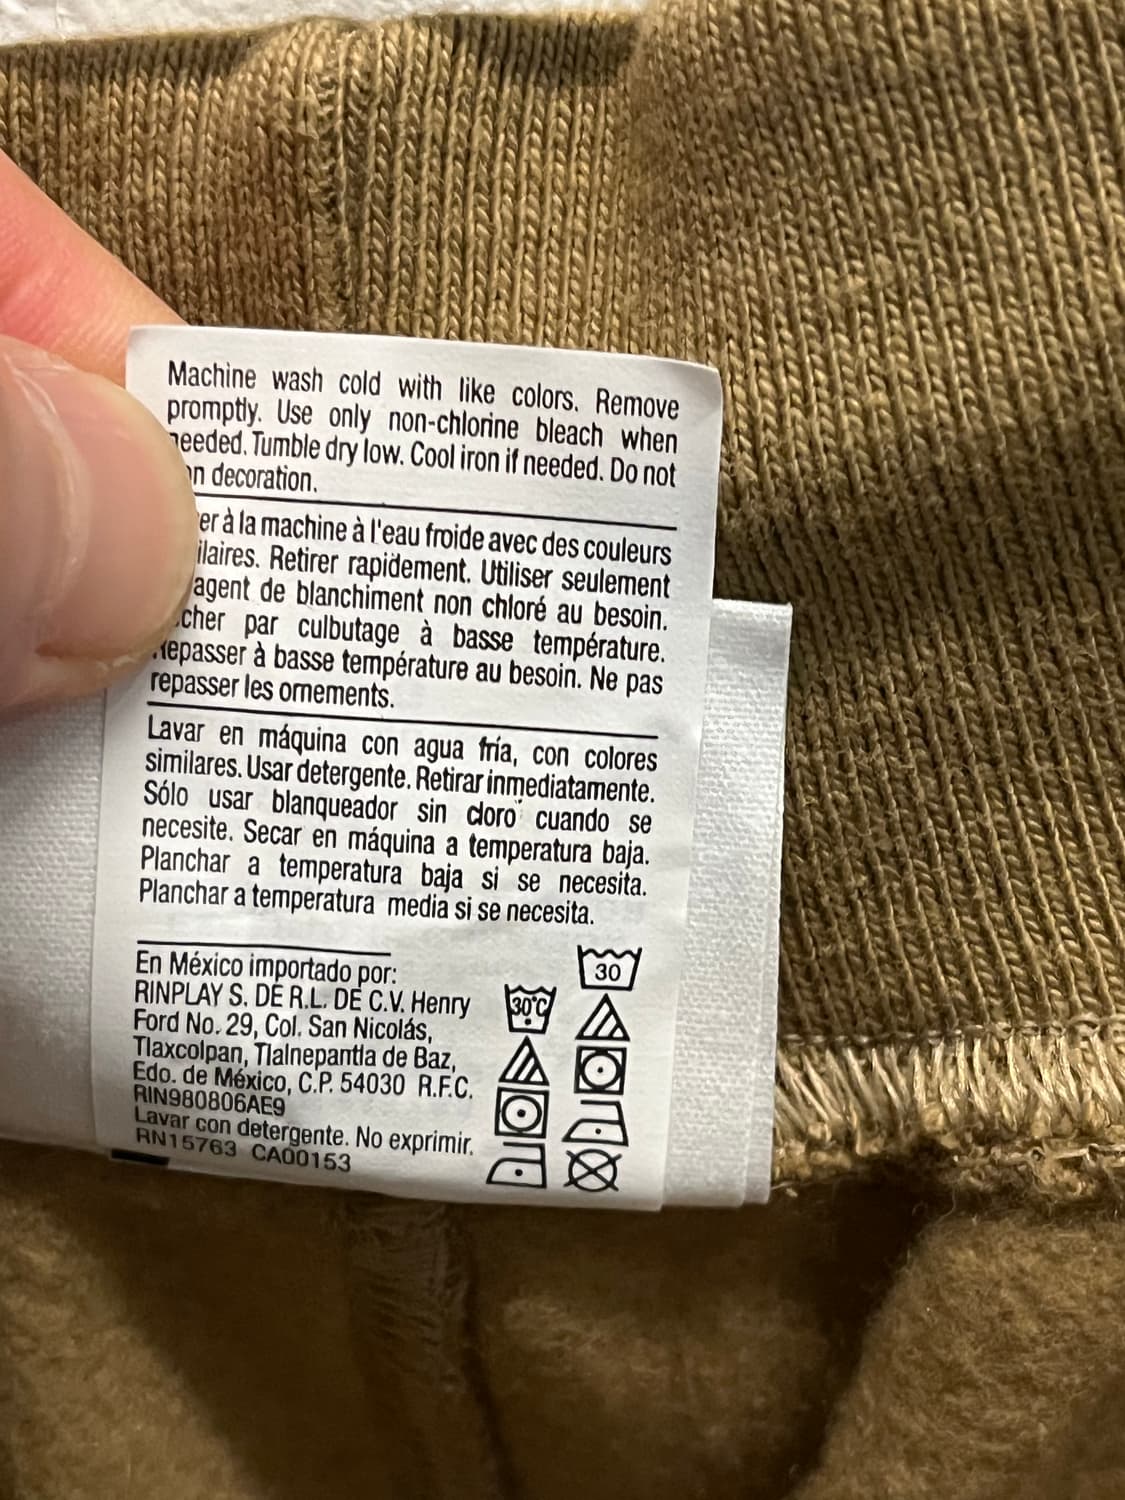 Machine wash cold with like colors. Remove
promptly. Use only non-chlorine bleach when
needed. Tumble dry low. Cool iron if needed. Do not
decoration.
à la machine à l'eau froide avec des couleurs
Retirer rapidement. Utiliser seulement
agent de blanchiment non chloré au besoin.
par culbutage à basse température.
Repasser à basse température au besoin. Ne pas
repasser les ornements.
Lavar en máquina con agua fría, con colores
similares. Usar detergente. Retirar inmediatamente.
Sólo usar blanqueador sin cloro cuando se
necesite. Secar en máquina a temperatura baja.
Planchar a temperatura baja si se necesita.
Planchar a temperatura media si se necesita.
En México importado por:
RINPLAY S. DE R.L. DE C.V. Henry
Ford No. 29, Col. San Nicolás,
Tlaxcolpan, Tlalnepantla de Baz,
Edo. de México, C.P. 54030 R.F.C.
RIN980806AE9
Lavar con detergente. No exprimir.
RN15763 CA00153
30°C
30